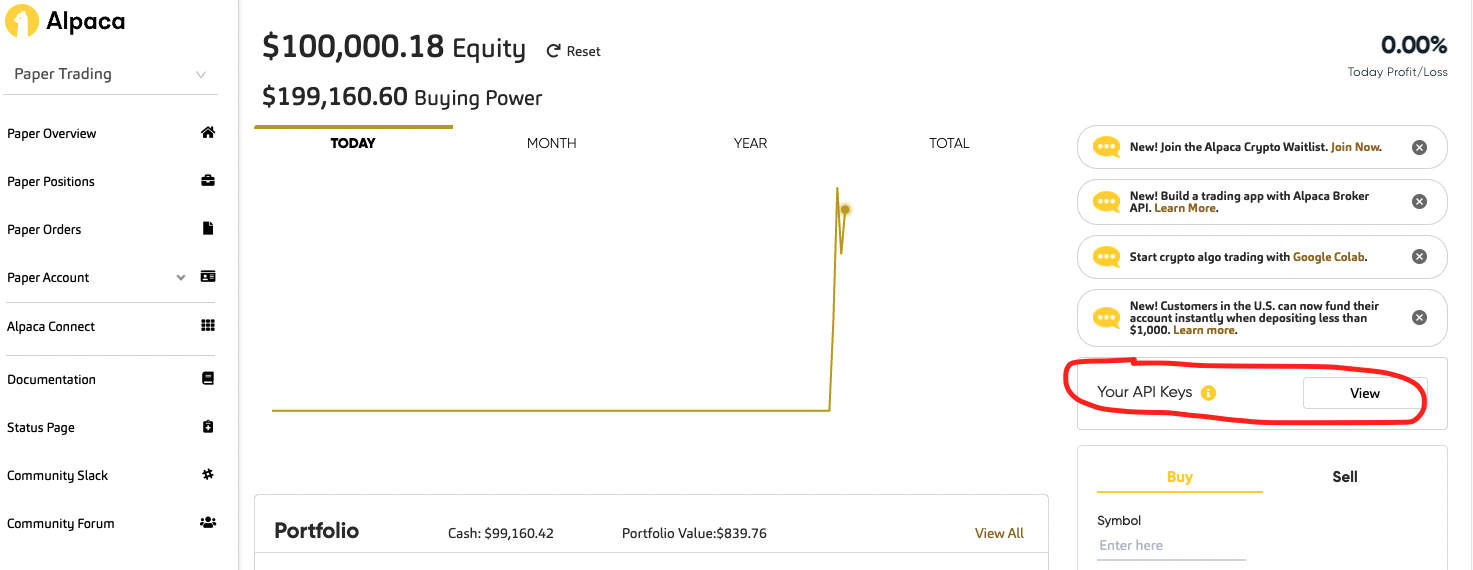 Alpaca
Paper Trading
Paper Overview
Paper Positions
Paper Orders
Paper Account
Alpaca Connect
Documentation
Status Page
Community Slack
Community Forum
$100,000.18 Equity Reset
$199,160.60 Buying Power
TODAY MONTH YEAR TOTAL
Portfolio Cash: $99,160.42 Portfolio Value:$839.76 View All
0.00%
Today Profit/Loss
New! Join the Alpaca Crypto Waitlist. Join Now.
New! Build a trading app with Alpaca Broker
API. Learn More.
Start crypto algo trading with Google Colab.
New! Customers in the U.S. can now fund their
account instantly when depositing less than
$1,000. Learn more.
Your API Keys View
Buy Sell
Symbol
Enter here